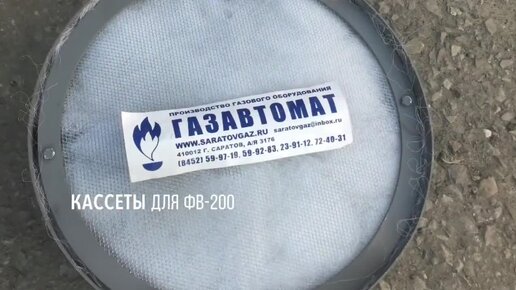 ПРОИЗВОДСТВО ГАЗОВОГО ОБОРУДОВАНИЯ
ГАЗАВТОМАТ
WWW.SARATOVGAZ.RU saratovgaz@inbox.ru
410012 Г. САРАТОВ, А/Я 3176
(8452) 59-97-19, 59-92-83, 23-91-12, 72-40-31
КАССЕТЫ ДЛЯ ФВ-200